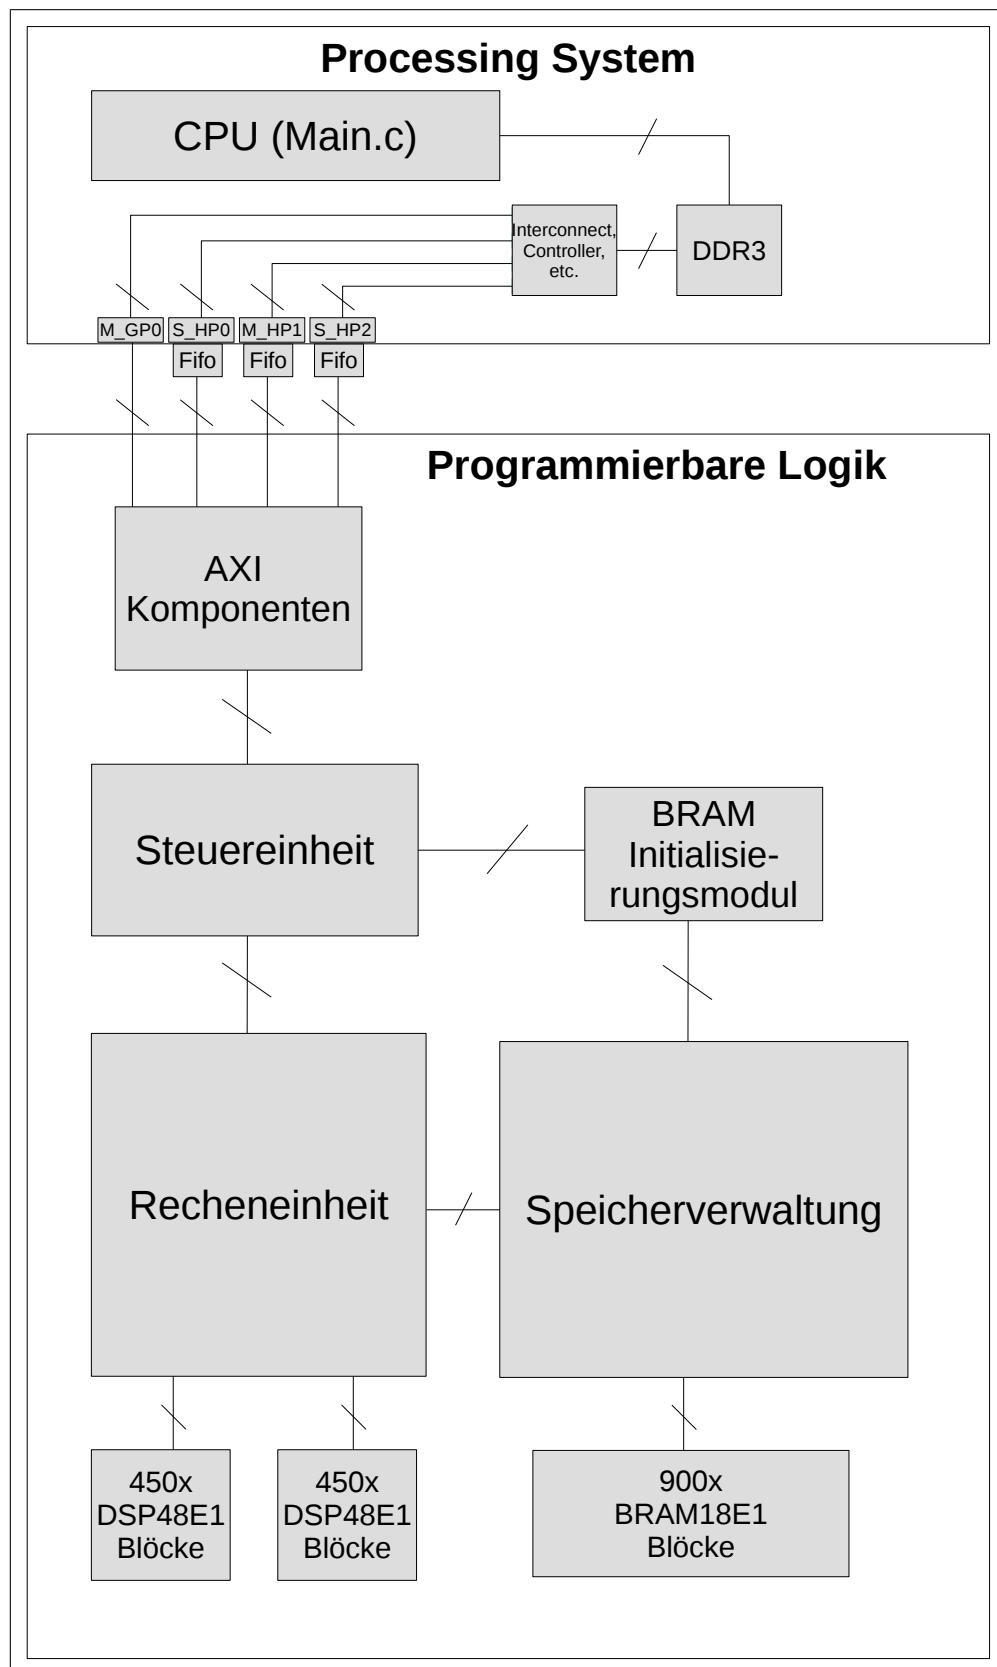 Processing System
CPU (Main.c)
Interconnect,
Controller,
etc.
DDR3
M_GP0
S_HP0
M_HP1
S_HP2
Fifo
Fifo
Fifo
Programmierbare Logik
AXI
Komponenten
Steuereinheit
BRAM
Initialisie-
rungsmodul
Recheneinheit
Speicherverwaltung
450x
DSP48E1
Blöcke
450x
DSP48E1
Blöcke
900x
BRAM18E1
Blöcke